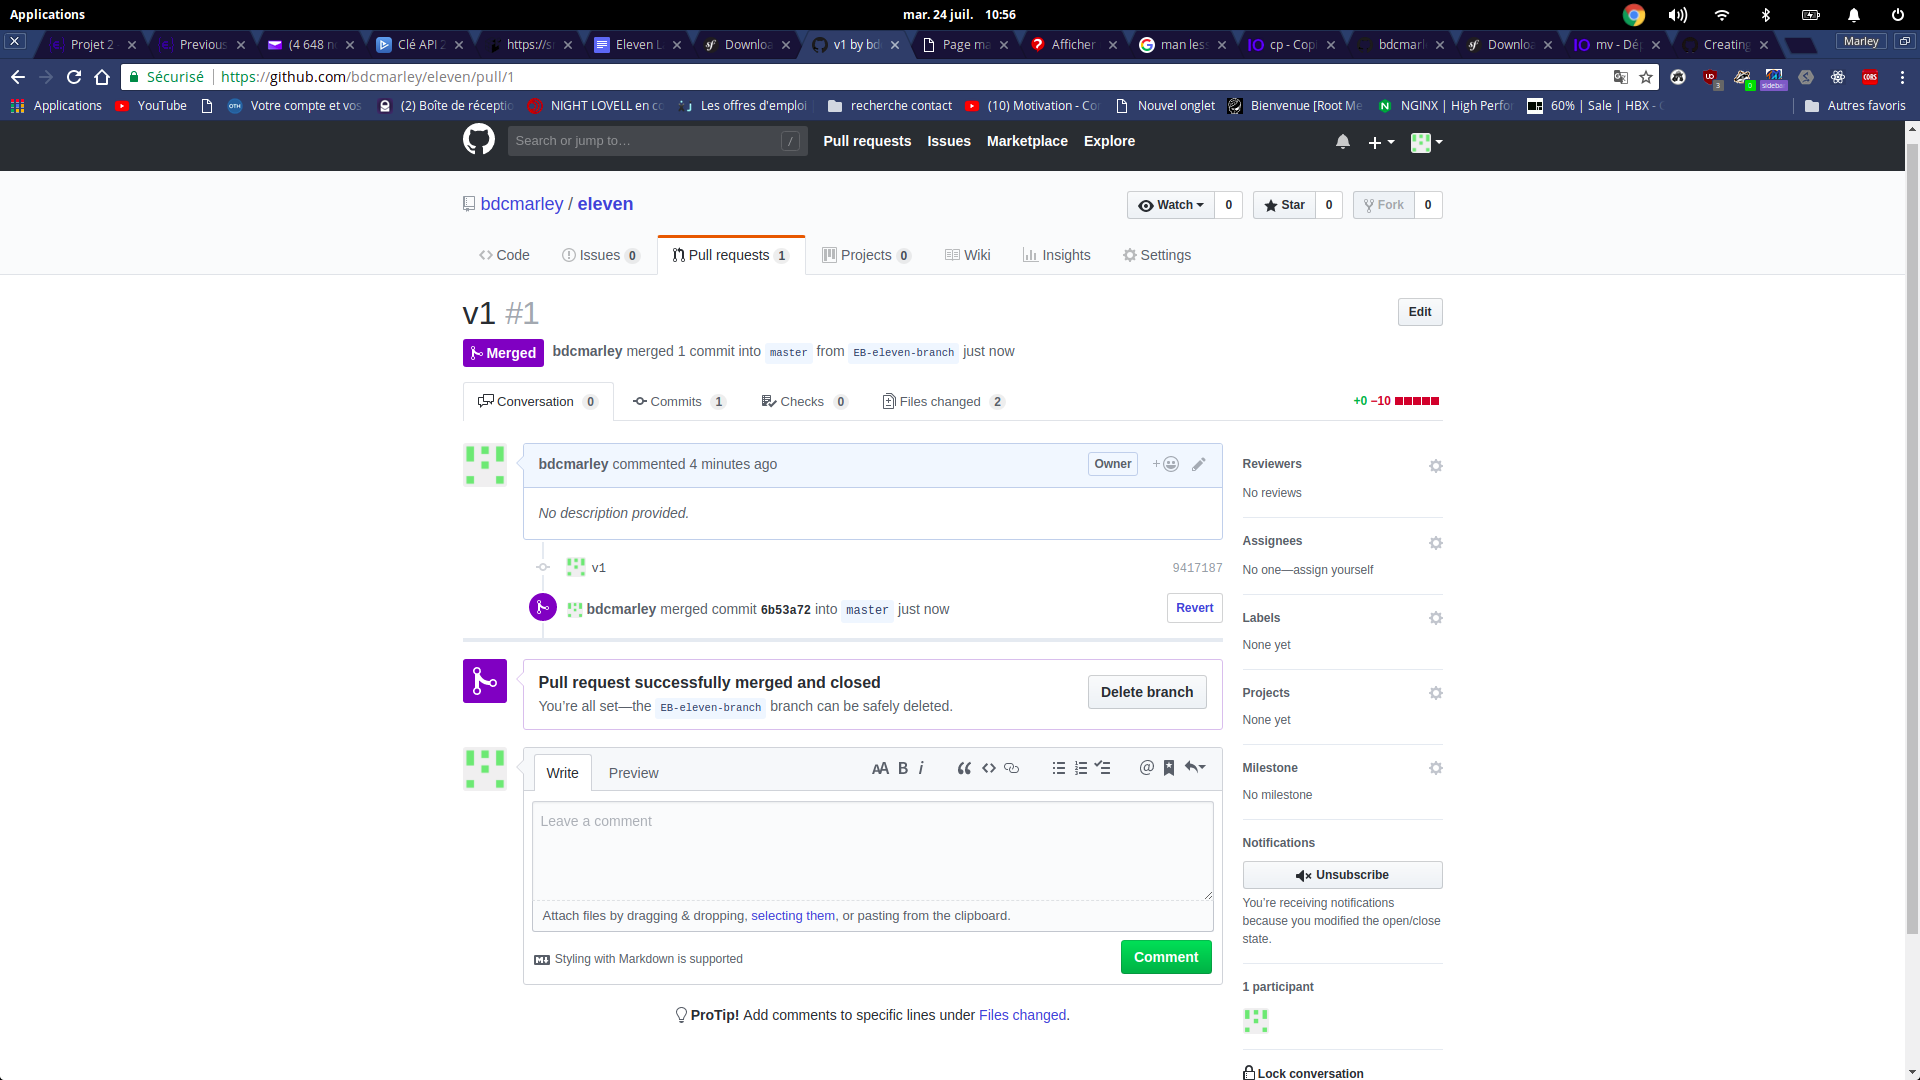 Applications
mar. 24 juil. 10:56
Projet 2
Previous
(4 648 n
Clé API 2
https://s
Eleven L
Downloa
v1 by bd
Page ma
Afficher
man less
cp - Copi
bdcmarl
Downloa
mv - Dép
Creating
Marley
Sécurisé
https://github.com/bdcmarley/eleven/pull/1
Applications
YouTube
Votre compte et vos
(2) Boîte de réceptio
NIGHT LOVELL en co
Les offres d'emploi
recherche contact
(10) Motivation - Co
Nouvel onglet
Bienvenue [Root Me
NGINX | High Perfo
60% | Sale | HBX -
Autres favoris
Search or jump to…
/
Pull requests
Issues
Marketplace
Explore
bdcmarley / eleven
Watch 0
Star 0
Fork 0
Code
Issues 0
Pull requests 1
Projects 0
Wiki
Insights
Settings
v1 #1
Edit
Merged
bdcmarley merged 1 commit into master from EB-eleven-branch just now
Conversation 0
Commits 1
Checks 0
Files changed 2
+0 −10
bdcmarley commented 4 minutes ago
Owner
No description provided.
v1
9417187
bdcmarley merged commit 6b53a72 into master just now
Revert
Pull request successfully merged and closed
You’re all set—the EB-eleven-branch branch can be safely deleted.
Delete branch
Write
Preview
Leave a comment
Attach files by dragging & dropping, selecting them, or pasting from the clipboard.
Styling with Markdown is supported
Comment
ProTip! Add comments to specific lines under Files changed.
Reviewers
No reviews
Assignees
No one—assign yourself
Labels
None yet
Projects
None yet
Milestone
No milestone
Notifications
Unsubscribe
You’re receiving notifications
because you modified the open/close
state.
1 participant
Lock conversation